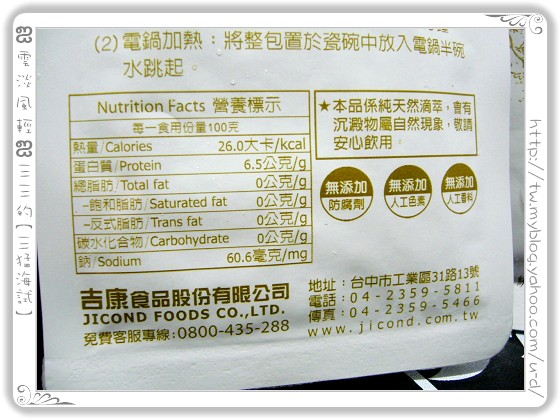 (2)電鍋加熱：將整包置於瓷碗中放入電鍋半碗
水跳起。
Nutrition Facts 營養標示
每一食用份量100克
熱量/Calories 26.0大卡/kcal
蛋白質/Protein 6.5公克/g
總脂肪/Total fat 0公克/g
–飽和脂肪/Saturated fat 0公克/g
–反式脂肪/Trans fat 0公克/g
碳水化合物/Carbohydrate 0公克/g
鈉/Sodium 60.6毫克/mg
★本品係純天然滴萃，會有
沉澱物屬自然現象，敬請
安心飲用。
無添加
防腐劑
無添加
人工色素
無添加
人工香料
吉康食品股份有限公司
JICOND FOODS CO.,LTD.
免費客服專線:0800-435-288
地址：台中市工業區31路13號
電話：04-2359-5811
傳真：04-2359-5466
www.jicond.com.tw
雲淡風輕 三三的【三猛海試】
http://tw.myblog.yahoo.com/u-d/